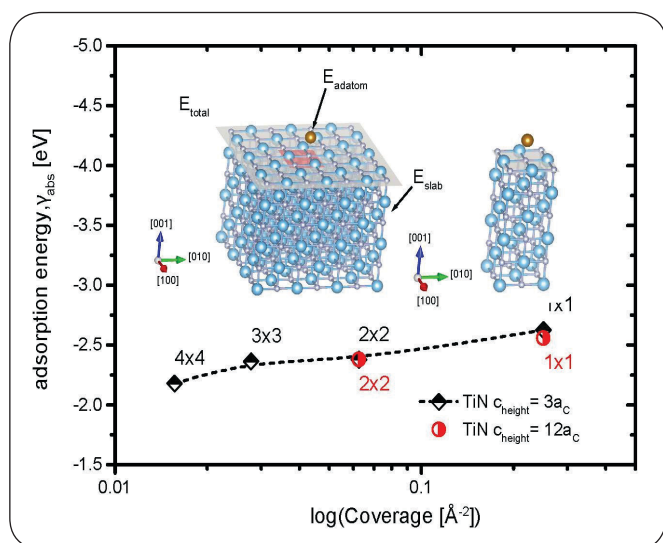 -5.0
-4.5
-4.0
-3.5
-3.0
-2.5
-2.0
-1.5
adsorption energy,γabs [eV]
Eadatom
Etotal
Eslab
[001]
[010]
[100]
[001]
[010]
[100]
4x4
3x3
2x2
2x2
1x1
1x1
TiN cheight= 3aC
TiN cheight= 12aC
0.01
0.1
log(Coverage [Å-2])